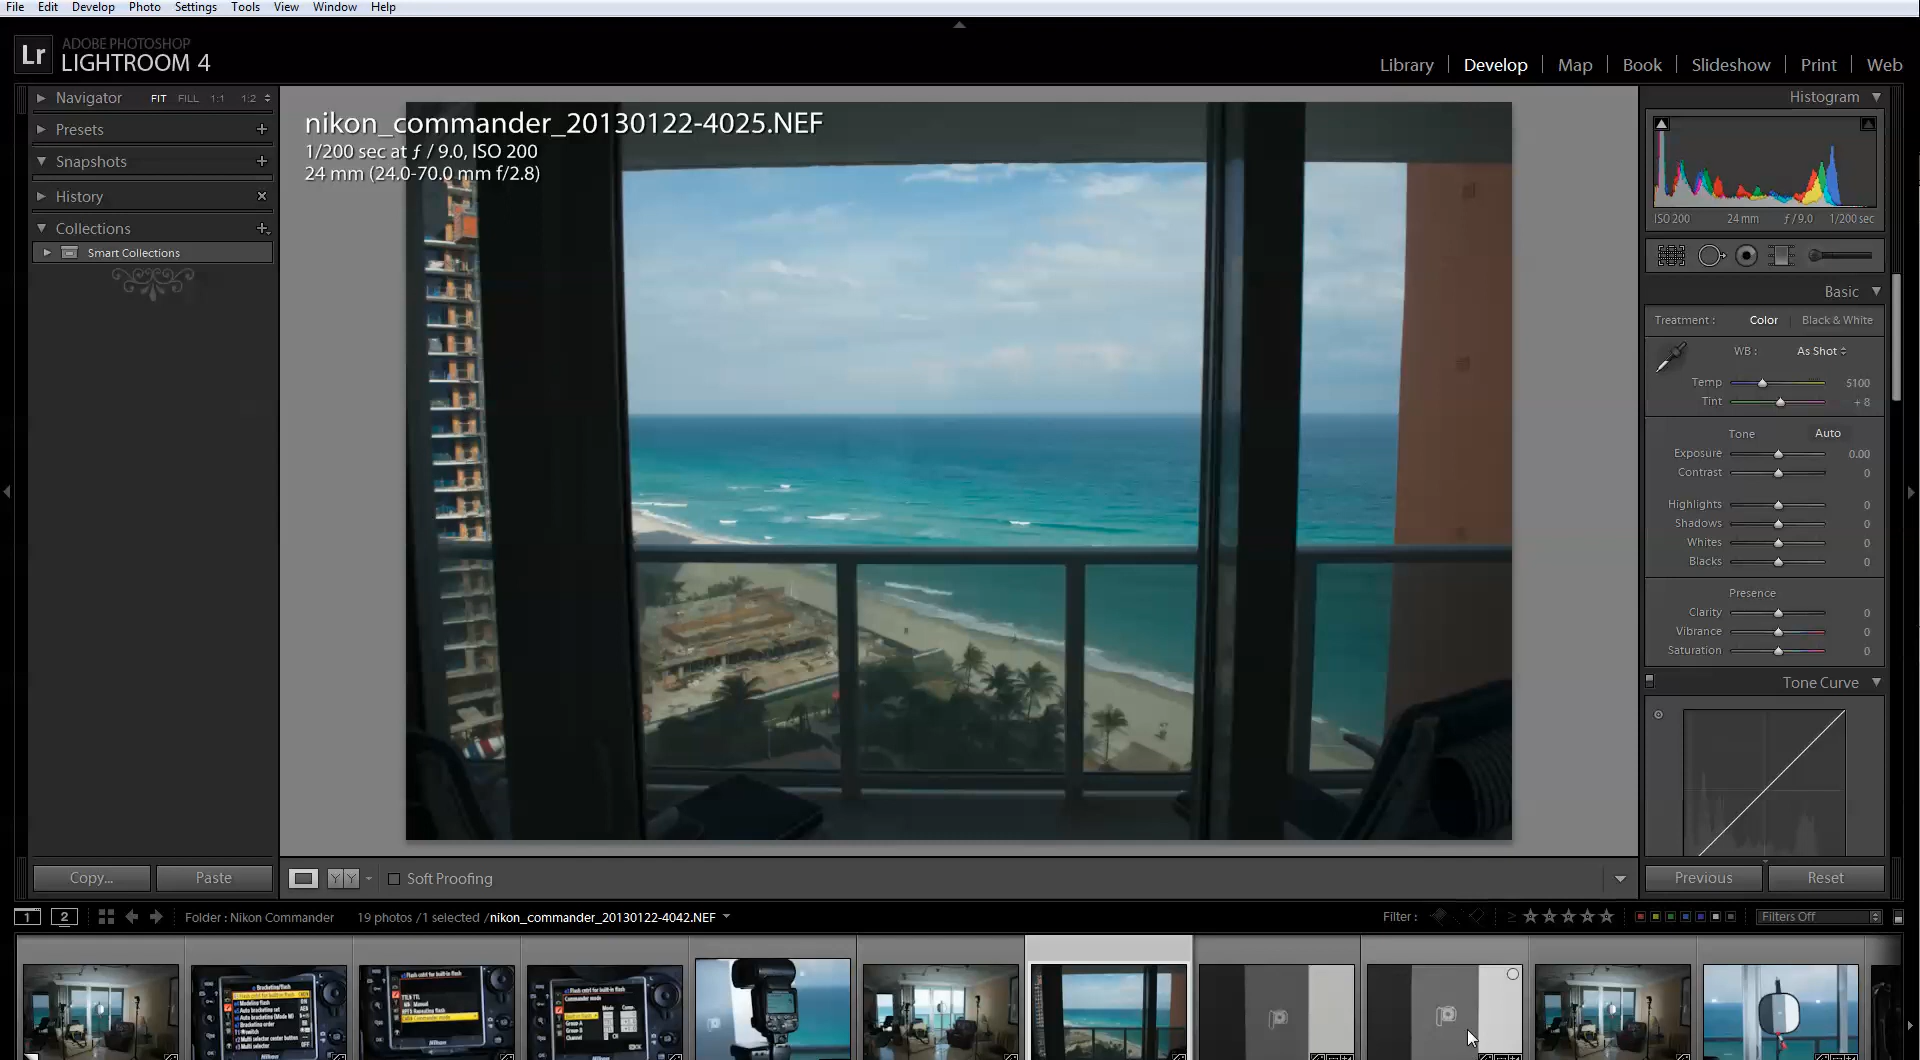 File Edit Develop Photo Settings Tools View Window Help
Lr ADOBE PHOTOSHOP
LIGHTROOM 4
Library Develop Map Book Slideshow Print Web
Navigator FIT FILL 1:1 1:2
Presets
Snapshots
History
Collections
Smart Collections
nikon_commander_20130122-4025.NEF
1/200 sec at ƒ / 9.0, ISO 200
24 mm (24.0-70.0 mm f/2.8)
Histogram
ISO 200 24 mm ƒ / 9.0 1/200 sec
Basic
Treatment : Color Black & White
WB : As Shot
Temp 5100
Tint + 8
Tone Auto
Exposure 0.00
Contrast 0
Highlights 0
Shadows 0
Whites 0
Blacks 0
Presence
Clarity 0
Vibrance 0
Saturation 0
Tone Curve
Copy... Paste
YY Soft Proofing
Previous Reset
1 2 Folder : Nikon Commander 19 photos / 1 selected / nikon_commander_20130122-4042.NEF
Filter : Filters Off